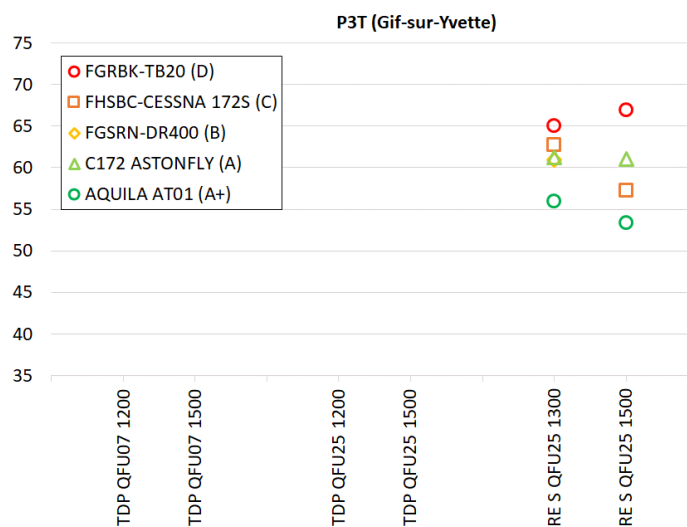 P3T (Gif-sur-Yvette)
75
70
65
60
55
50
45
40
35
FGRBK-TB20 (D)
FHSBC-CESSNA 172S (C)
FGSRN-DR400 (B)
C172 ASTONFLY (A)
AQUILA AT01 (A+)
TDP QFU07 1200
TDP QFU07 1500
TDP QFU25 1200
TDP QFU25 1500
RE S QFU25 1300
RE S QFU25 1500